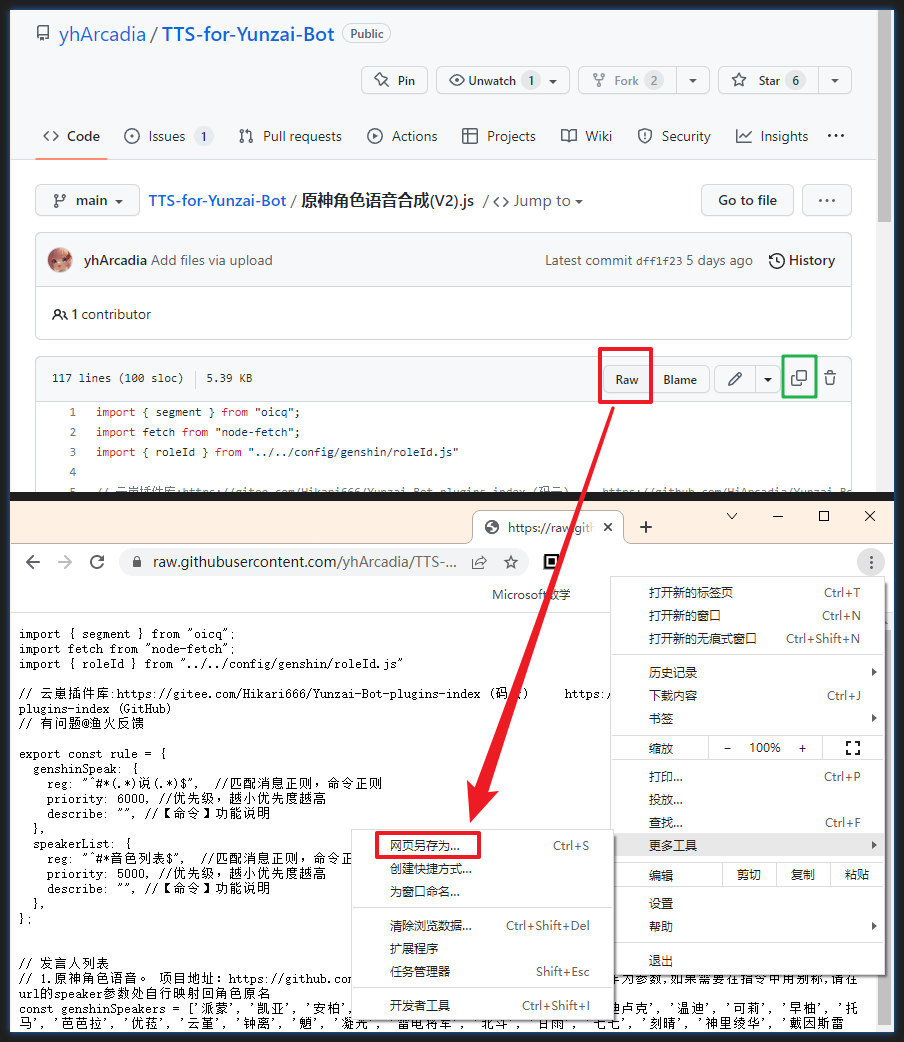 yhArcadia / TTS-for-Yunzai-Bot Public
Pin Unwatch 1 Fork 2 Star 6
Code Issues 1 Pull requests Actions Projects Wiki Security Insights ...
main TTS-for-Yunzai-Bot / 原神角色语音合成(V2).js / <> Jump to Go to file ...
yhArcadia Add files via upload Latest commit dff1f23 5 days ago History
1 contributor
117 lines (100 sloc) 5.39 KB Raw Blame
1 import { segment } from "oicq";
2 import fetch from "node-fetch";
3 import { roleId } from "../../config/genshin/roleId.js"
4
5 // 云崽插件库:https://gitee.com/Hikari666/Yunzai-Bot-plugins-index (码云) https://github.com/HiArcadia/Yunzai-Bo
https://raw.gith
raw.githubusercontent.com/yhArcadia/TTS-...
Microsoft 教学
打开新的标签页 Ctrl+T
打开新的窗口 Ctrl+N
打开新的无痕式窗口 Ctrl+Shift+N
历史记录
下载内容 Ctrl+J
书签
缩放 − 100% +
打印... Ctrl+P
投放...
查找... Ctrl+F
更多工具
编辑 剪切 复制 粘贴
设置
帮助
退出
网页另存为... Ctrl+S
创建快捷方式...
为窗口命名...
清除浏览数据... Ctrl+Shift+Del
扩展程序
任务管理器 Shift+Esc
开发者工具 Ctrl+Shift+I
import { segment } from "oicq";
import fetch from "node-fetch";
import { roleId } from "../../config/genshin/roleId.js"
// 云崽插件库:https://gitee.com/Hikari666/Yunzai-Bot-plugins-index (码云) https:/
plugins-index (GitHub)
// 有问题@渔火反馈
export const rule = {
genshinSpeak: {
reg: "^#*(.*)说(.*)$", //匹配消息正则，命令正则
priority: 6000, //优先级，越小优先度越高
describe: "", //【命令】功能说明
},
speakerList: {
reg: "^#*音色列表$", //匹配消息正则，命令正
priority: 5000, //优先级，越小优先度越高
describe: "", //【命令】功能说明
},
};
// 发言人列表
// 1.原神角色语音。 项目地址：https://github.com 作为参数,如果需要在指令中用别称,请在
url的speaker参数处自行映射回角色原名
const genshinSpeakers = ['派蒙', '凯亚', '安柏', 迪卢克', '温迪', '可莉', '早柚', '托
马', '芭芭拉', '优菈', '云堇', '钟离', '魈', '凝光', '雷电将军', '北斗', '甘雨', '七七', '刻晴', '神里绫华', '戴因斯雷